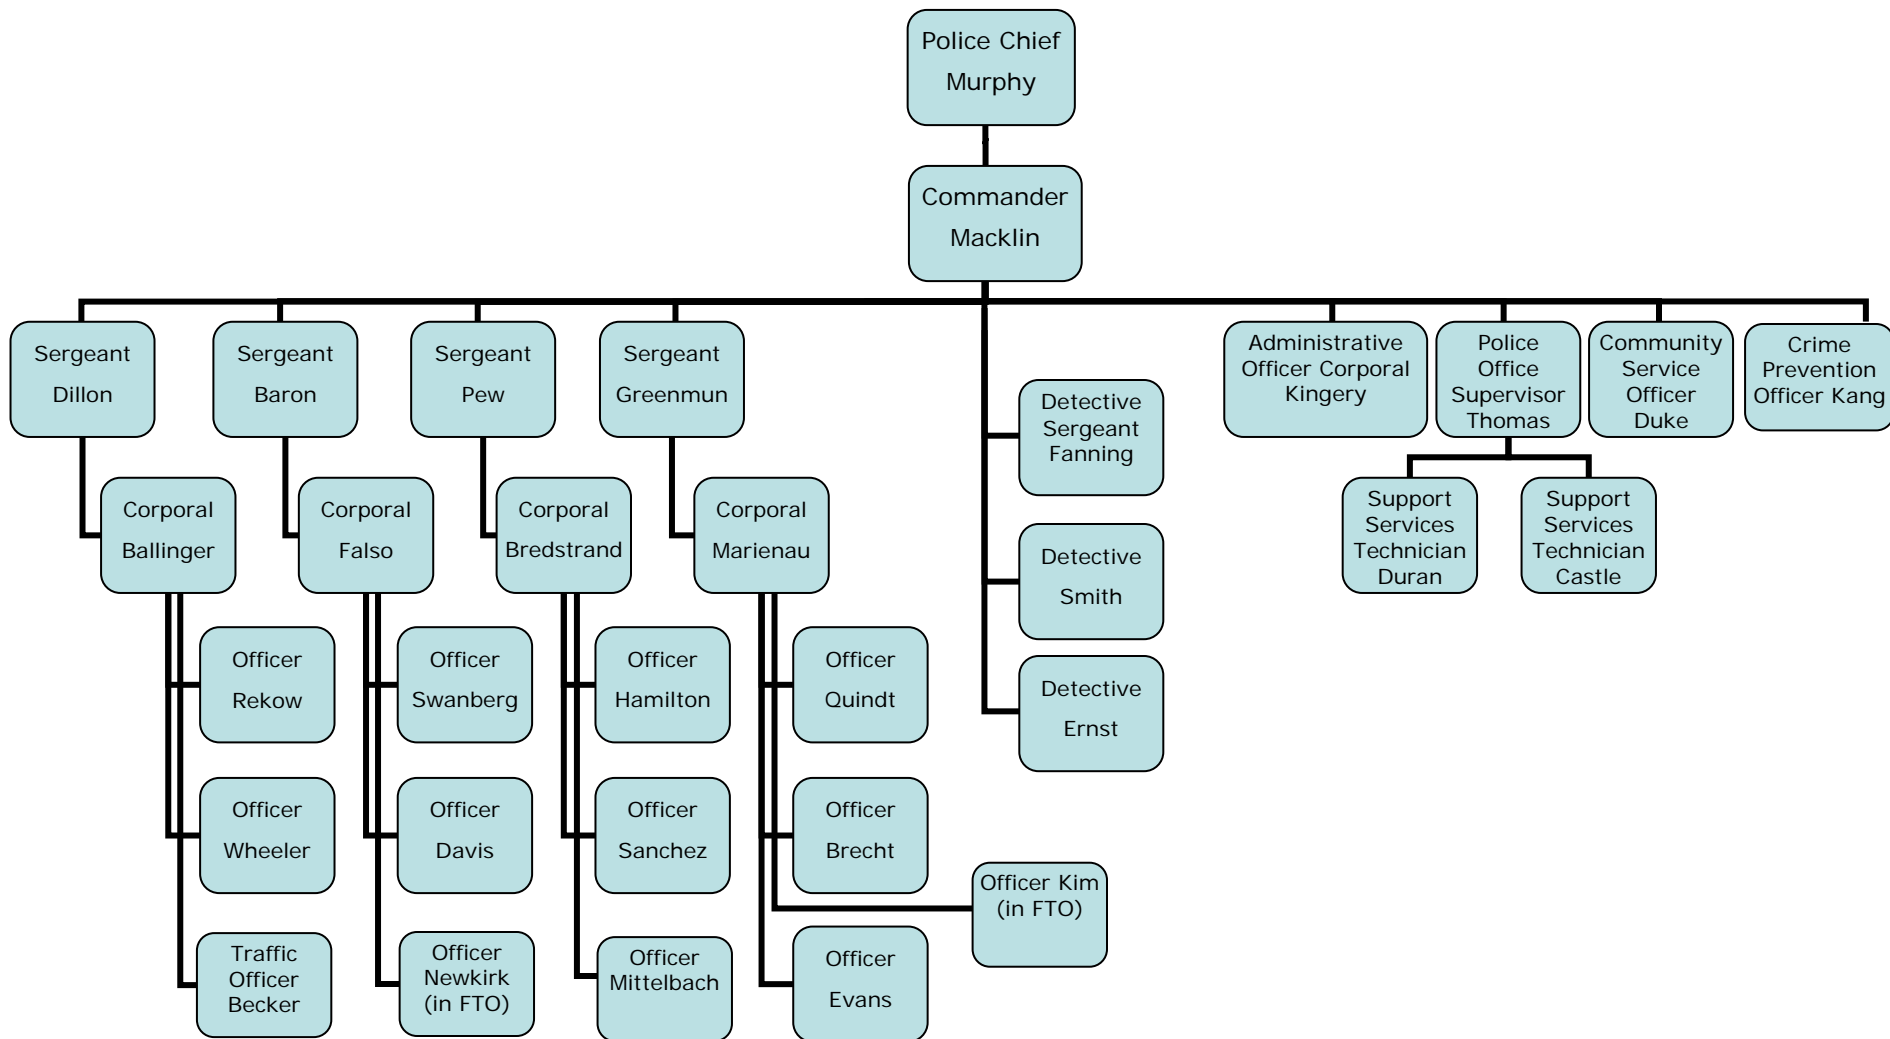 Police Chief
Murphy
Commander
Macklin
Sergeant
Dillon
Sergeant
Baron
Sergeant
Pew
Sergeant
Greenmun
Administrative
Officer Corporal
Kingery
Police
Office
Supervisor
Thomas
Community
Service
Officer
Duke
Crime
Prevention
Officer Kang
Detective
Sergeant
Fanning
Corporal
Ballinger
Corporal
Falso
Corporal
Bredstrand
Corporal
Marienau
Support
Services
Technician
Duran
Support
Services
Technician
Castle
Detective
Smith
Officer
Rekow
Officer
Swanberg
Officer
Hamilton
Officer
Quindt
Detective
Ernst
Officer
Wheeler
Officer
Davis
Officer
Sanchez
Officer
Brecht
Officer Kim
(in FTO)
Traffic
Officer
Becker
Officer
Newkirk
(in FTO)
Officer
Mittelbach
Officer
Evans